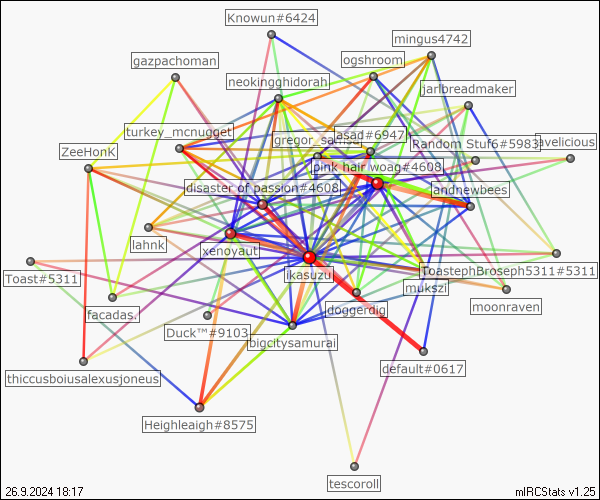 Knowun#6424
mingus4742
gazpachoman
ogshroom
neokingghidorah
jarlbreadmaker
turkey_mcnugget
asad#6947
gregor_samsa
Random Stuf6#5983
avelicious
ZeeHonk
pink hair woag#4608
disaster of passion#4608
andnewbees
lahnk
xenoyaut
ikasuzu
ToastephBroseph5311#5311
Toast#5311
mukszi
moonraven
facadas.
doggerdig
Duck™#9103
bigcitysamurai
default#0617
thiccusboiusalexusjoneus
Heighleaigh#8575
tescoroll
26.9.2024 18:17
mIRCStats v1.25